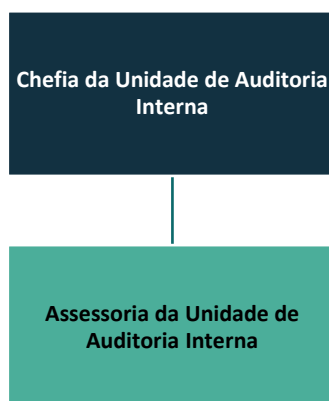 Chefia da Unidade de Auditoria
Interna
Assessoria da Unidade de
Auditoria Interna